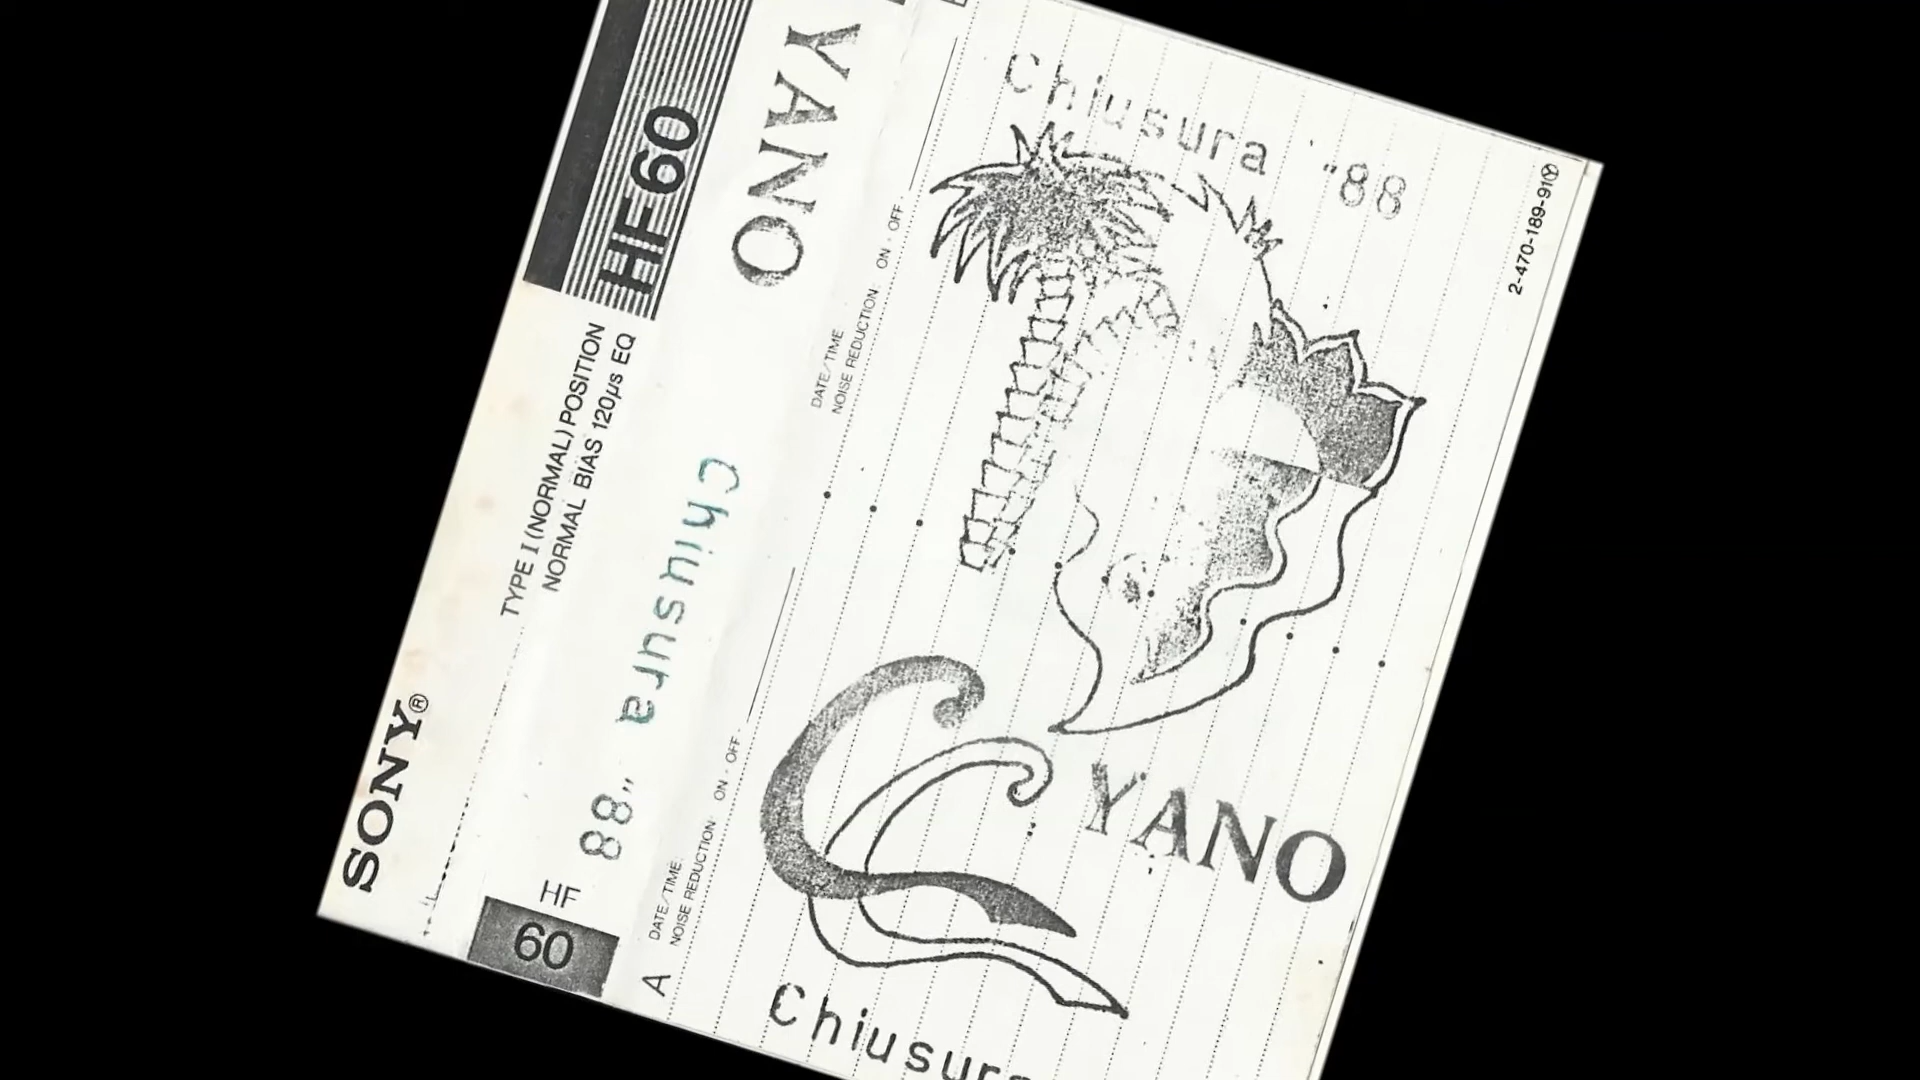 SONY®
TYPE I (NORMAL) POSITION
NORMAL BIAS 120µs EQ
HF60
HF
60
YANO
Chiusura "88
A
DATE/TIME:
NOISE REDUCTION: ON · OFF
DATE/TIME
NOISE REDUCTION: ON · OFF
Chiusura "88
2-470-189-91
YANO
Chiusura